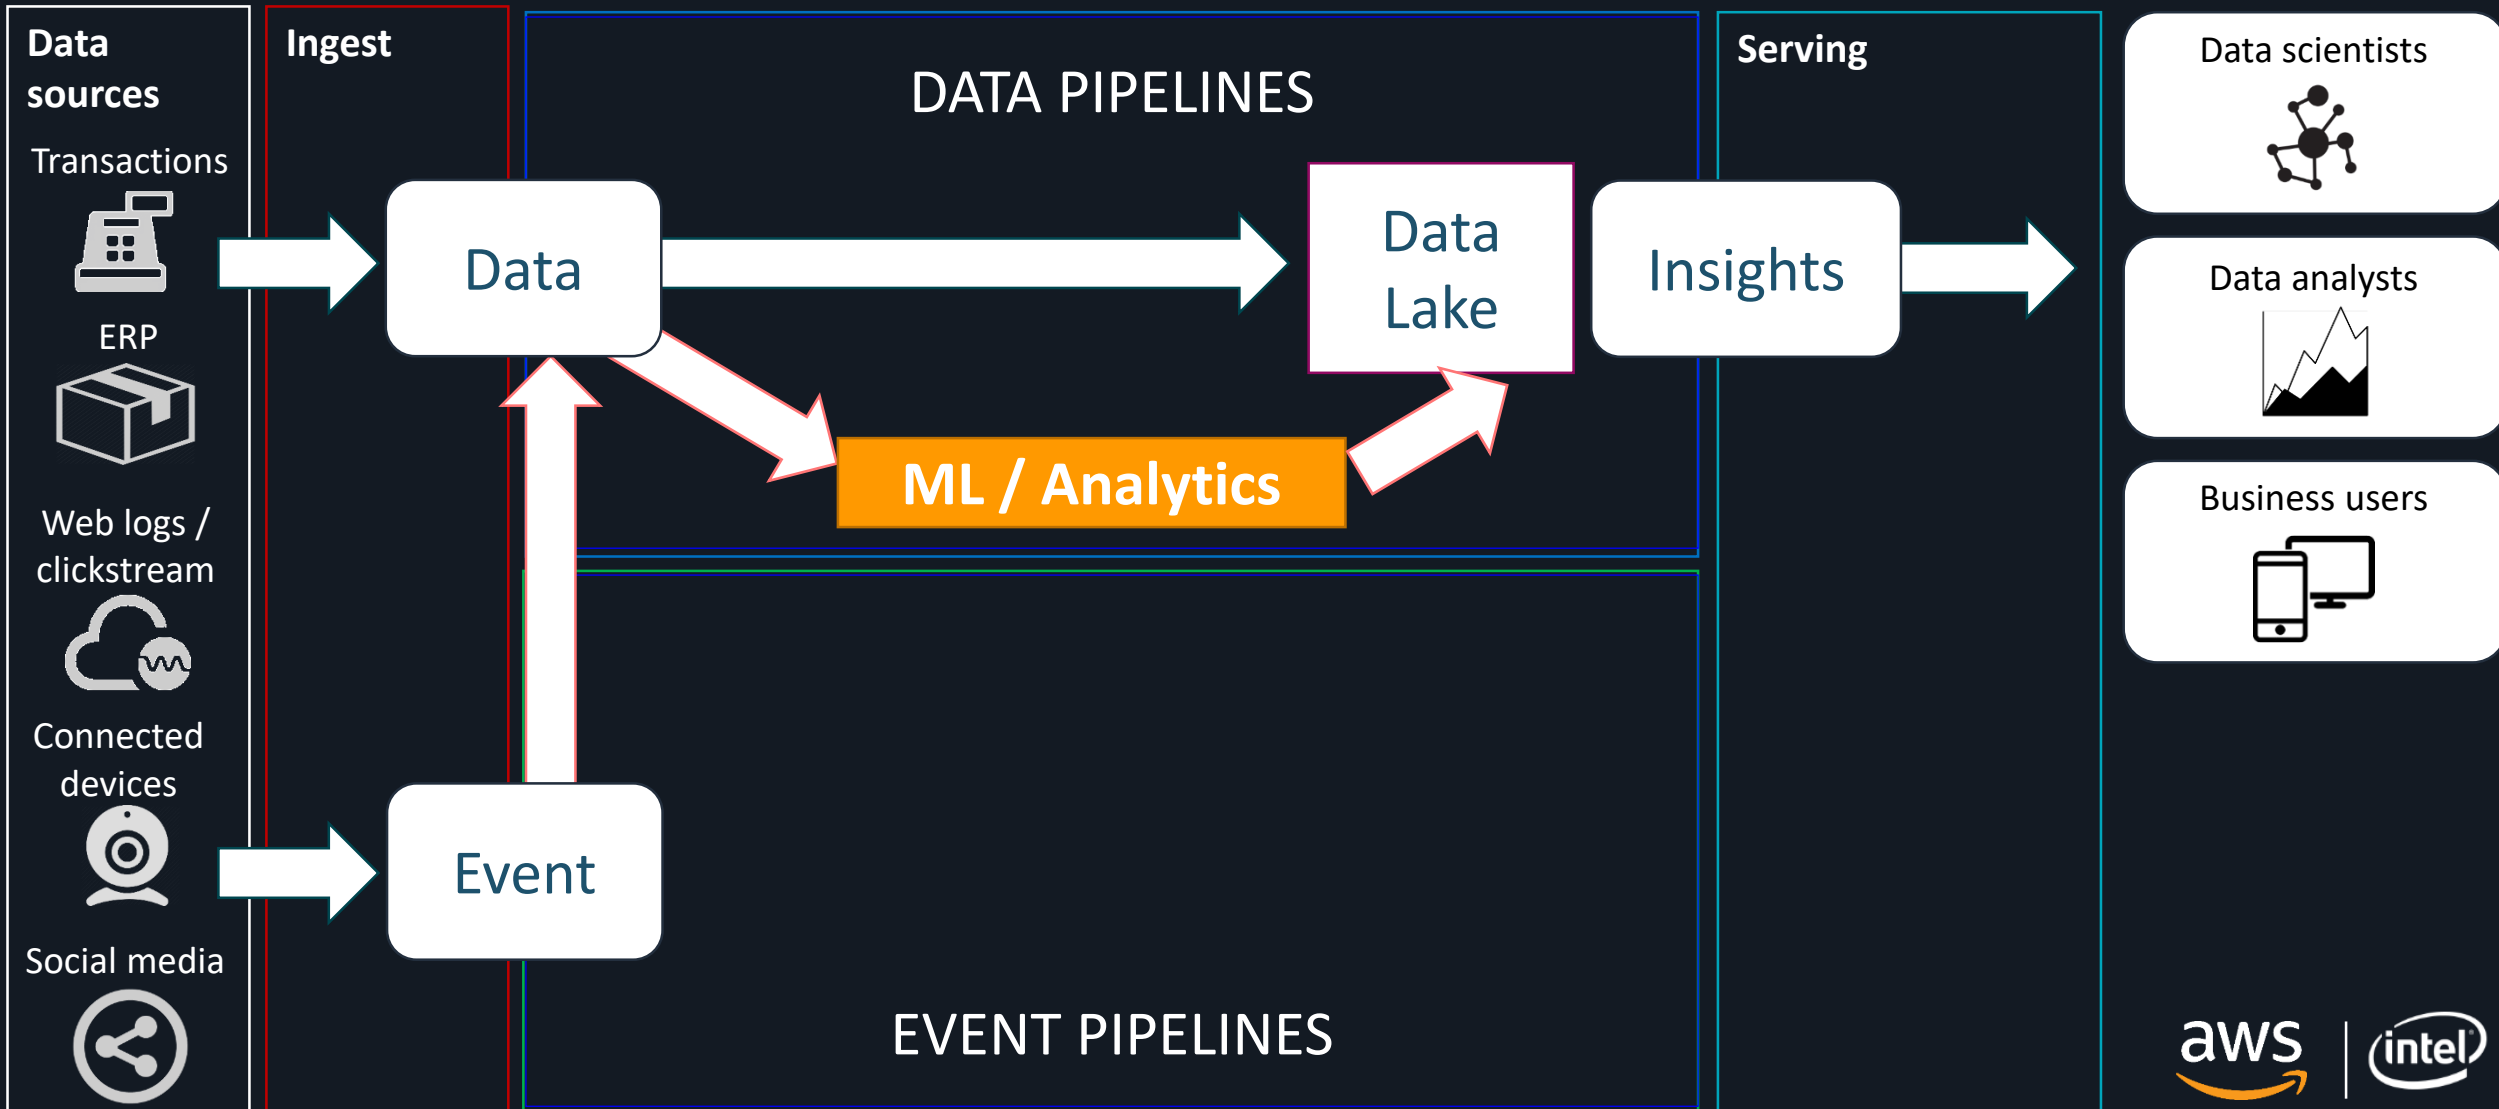 Data
sources
Transactions
ERP
Web logs /
clickstream
Connected
devices
Social media
Ingest
DATA PIPELINES
Data
Data
Lake
Insights
ML / Analytics
Event
EVENT PIPELINES
Serving
Data scientists
Data analysts
Business users
aws
intel